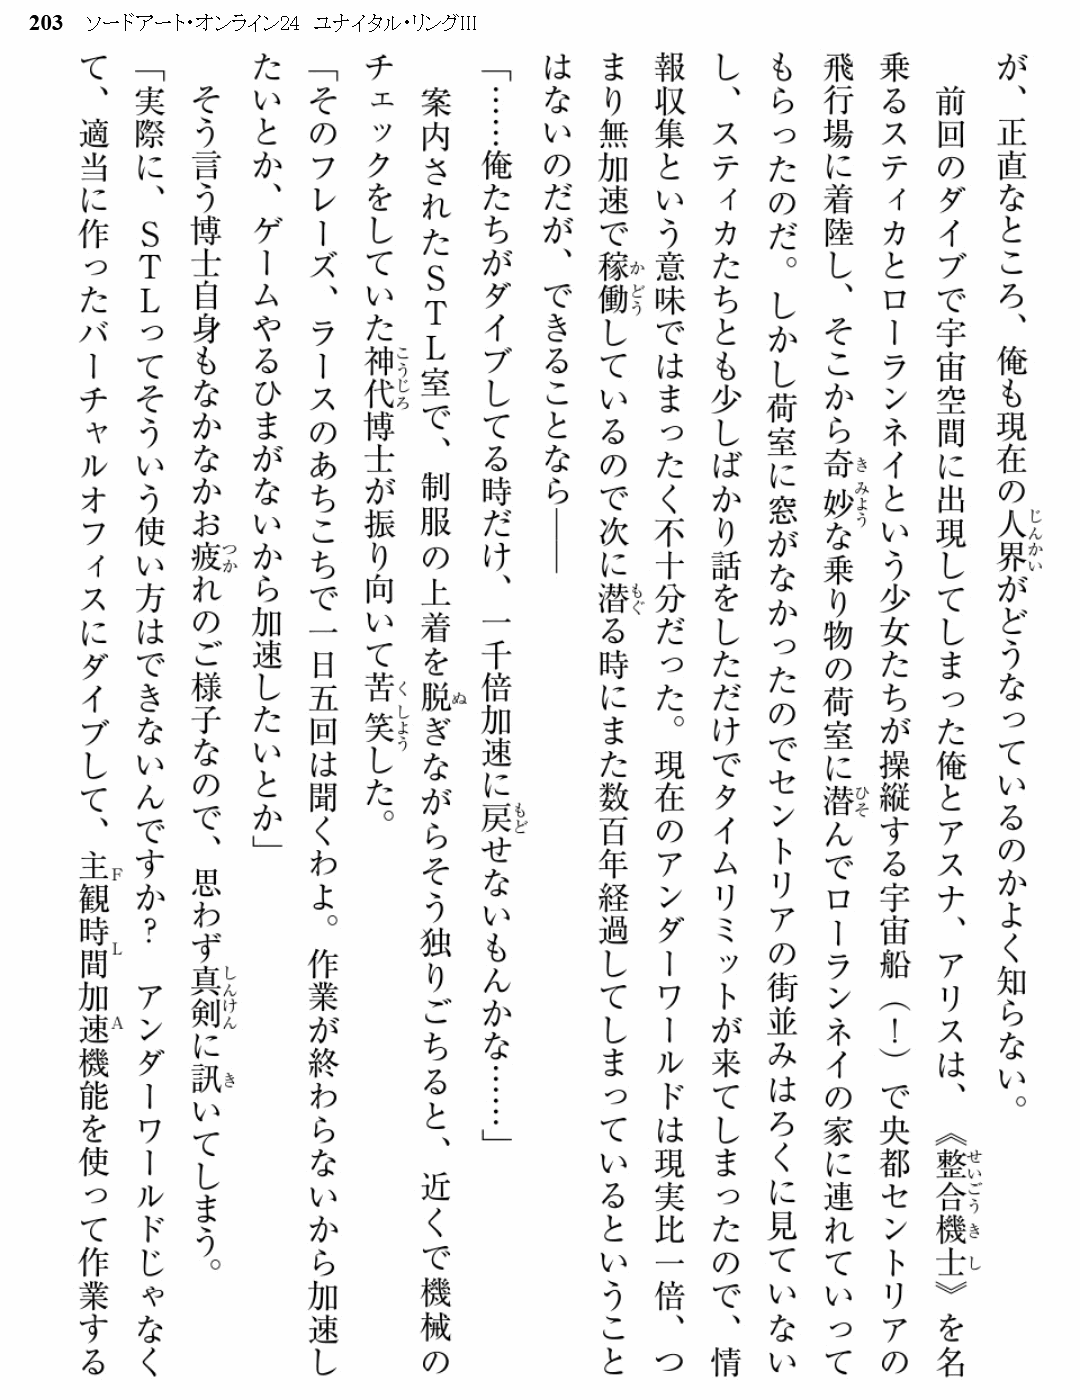 203 ソードアート・オンライン24 ユナイタル・リングIII
が、正直なところ、俺も現在の人界がどうなっているのかよく知らない。
前回のダイブで宇宙空間に出現してしまった俺とアスナ、アリスは、《整合機士》を名
乗るスティカとローランネイという少女たちが操縦する宇宙船（！）で央都セントリアの
飛行場に着陸し、そこから奇妙な乗り物の荷室に潜んでローランネイの家に連れていって
もらったのだ。しかし荷室に窓がなかったのでセントリアの街並みはろくに見ていない
し、スティカたちとも少しばかり話をしただけでタイムリミットが来てしまったので、情
報収集という意味ではまったく不十分だった。現在のアンダーワールドは現実比一倍、つ
まり無加速で稼働しているので次に潜る時にまた数百年経過してしまっているということ
はないのだが、できることなら――
「……俺たちがダイブしてる時だけ、一千倍加速に戻せないもんかな……」
案内されたＳＴＬ室で、制服の上着を脱ぎながらそう独りごちると、近くで機械の
チェックをしていた神代博士が振り向いて苦笑した。
「そのフレーズ、ラースのあちこちで一日五回は聞くわよ。作業が終わらないから加速し
たいとか、ゲームやるひまがないから加速したいとか」
そう言う博士自身もなかなかお疲れのご様子なので、思わず真剣に訊いてしまう。
「実際に、ＳＴＬってそういう使い方はできないんですか？　アンダーワールドじゃなく
て、適当に作ったバーチャルオフィスにダイブして、主観時間加速機能を使って作業する